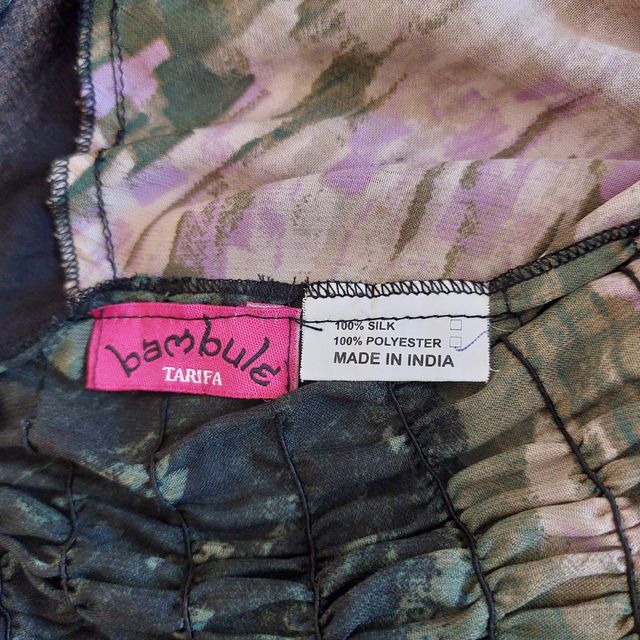 bambulé
TARIFA
100% SILK
100% POLYESTER
MADE IN INDIA